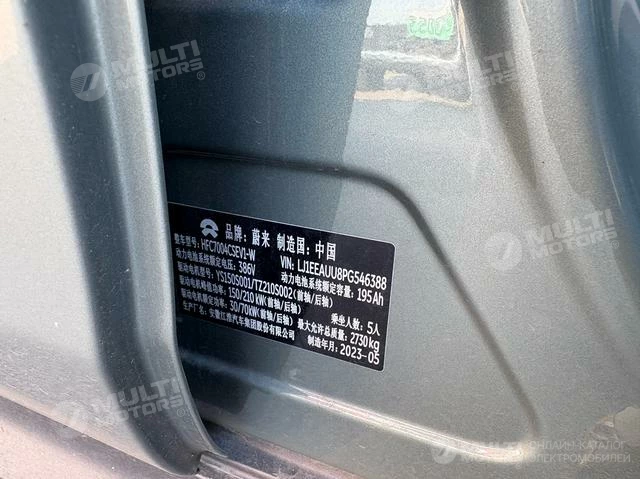 品牌: 蔚来 制造国: 中国
整车型号: HFC7004CSEV1-W VIN: LJ1EEAUU8PG546388
动力电池系统额定电压: 386V 动力电池系统额定容量: 195Ah
驱动电机型号: YS150S001/TZ210S002(前轴/后轴)
驱动电机峰值功率: 150/210kW(前轴/后轴) 乘坐人数: 5人
驱动电机额定功率: 30/70kW(前轴/后轴) 最大允许总质量: 2730kg
生产厂名: 安徽江淮汽车集团股份有限公司 制造年月: 2023-05
MULTI
MOTORS®
MULTI
MOTORS
MULTI
MOTORS
MULTI
MOTORS
ОНЛАЙН-КАТАЛОГ
ЭЛЕКТРОМОБИЛЕЙ